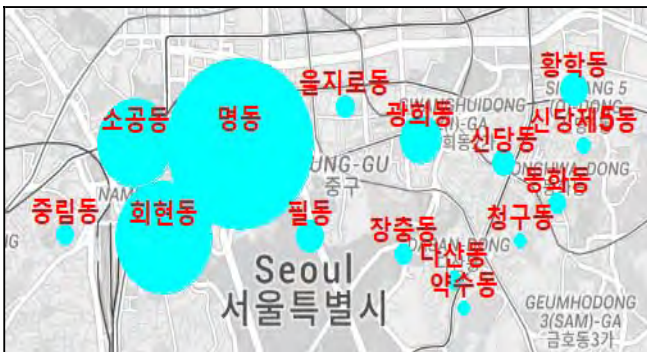 황학동
을지로동
소공동
명동
광희동
GWANGHUIDONG
신당제5동
신당동
UNG-GU
중구
동화동
중림동
회현동
필동
청구동
장충동
다산동
약수동
Seoul
서울특별시
GEUMHODONG
3(SAM)-GA
금호동3가